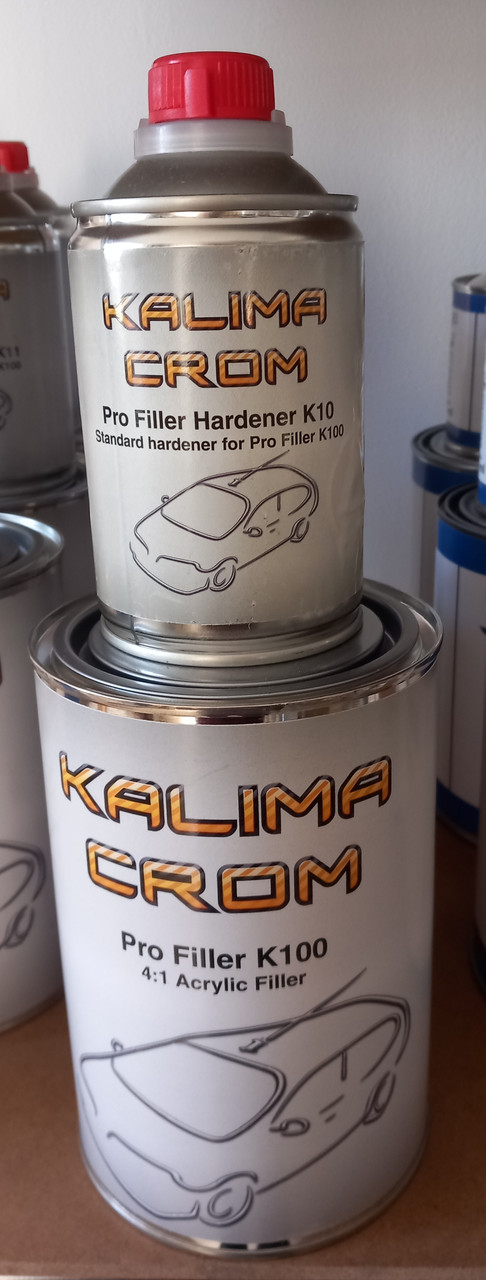 KALIMA
CROM
Pro Filler Hardener K10
Standard hardener for Pro Filler K100
KALIMA
CROM
Pro Filler K100
4:1 Acrylic Filler